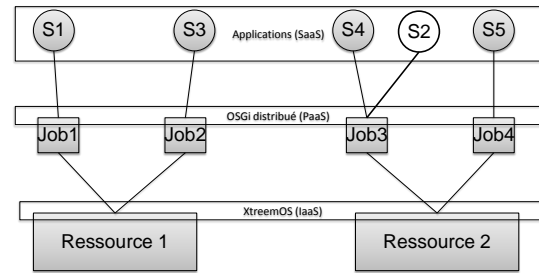 S1 S3 Applications (SaaS) S4 S2 S5
OSGi distribué (PaaS)
Job1 Job2 Job3 Job4
XtreemOS (IaaS)
Ressource 1 Ressource 2